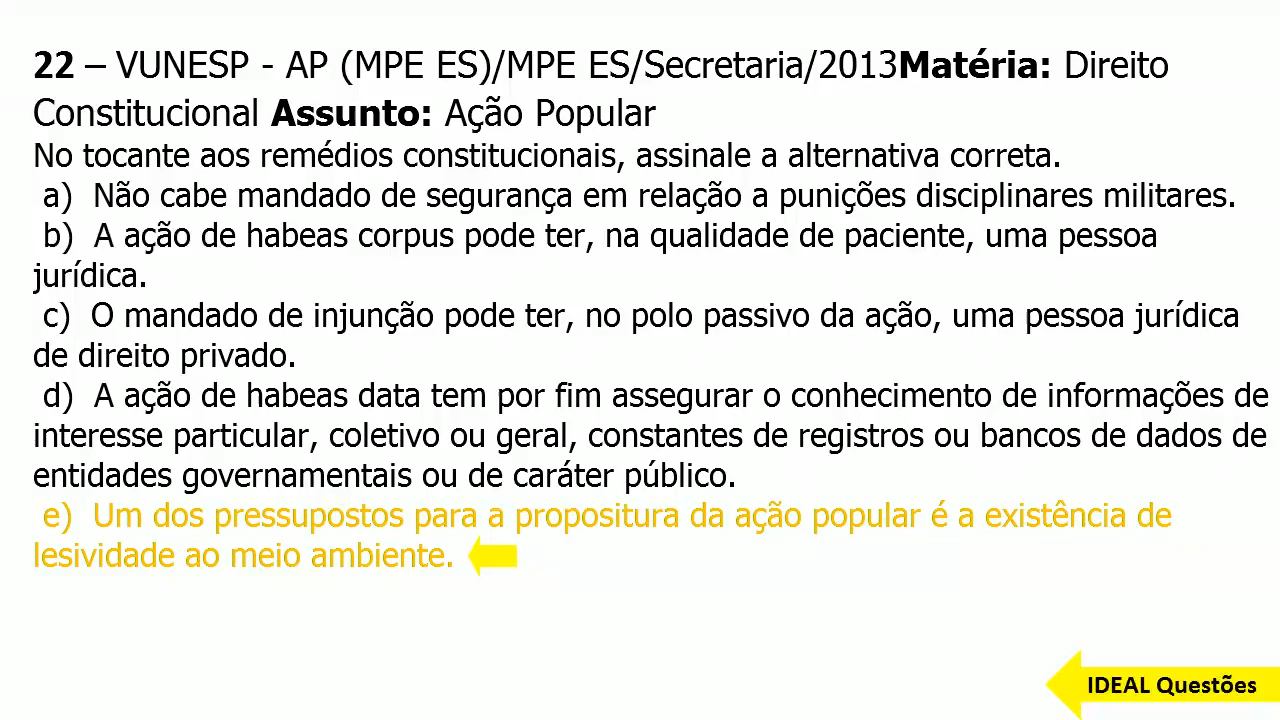 22 – VUNESP - AP (MPE ES)/MPE ES/Secretaria/2013Matéria: Direito
Constitucional Assunto: Ação Popular
No tocante aos remédios constitucionais, assinale a alternativa correta.
a) Não cabe mandado de segurança em relação a punições disciplinares militares.
b) A ação de habeas corpus pode ter, na qualidade de paciente, uma pessoa
jurídica.
c) O mandado de injunção pode ter, no polo passivo da ação, uma pessoa jurídica
de direito privado.
d) A ação de habeas data tem por fim assegurar o conhecimento de informações de
interesse particular, coletivo ou geral, constantes de registros ou bancos de dados de
entidades governamentais ou de caráter público.
e) Um dos pressupostos para a propositura da ação popular é a existência de
lesividade ao meio ambiente.
IDEAL Questões